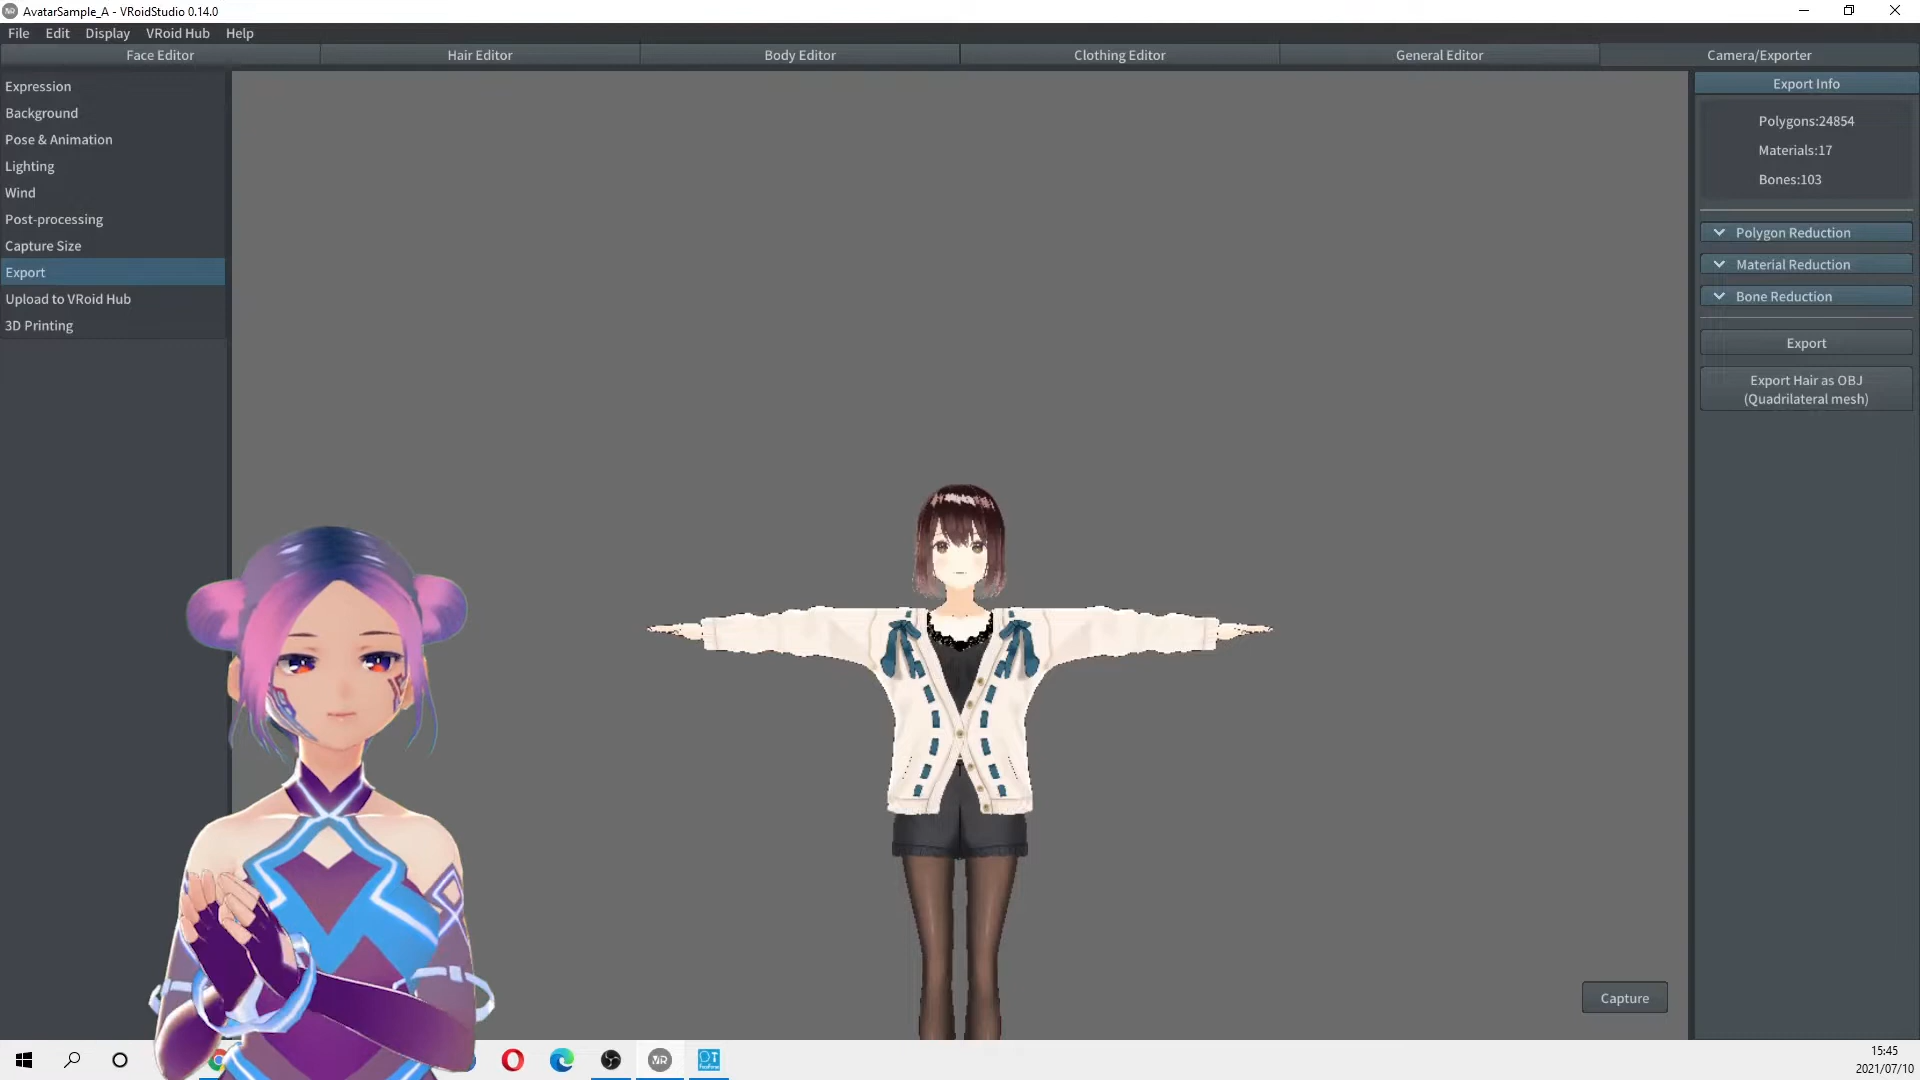 AvatarSample_A - VRoidStudio 0.14.0
File Edit Display VRoid Hub Help
Face Editor Hair Editor Body Editor Clothing Editor General Editor Camera/Exporter
Expression
Background
Pose & Animation
Lighting
Wind
Post-processing
Capture Size
Export
Upload to VRoid Hub
3D Printing
Export Info
Polygons:24854
Materials:17
Bones:103
Polygon Reduction
Material Reduction
Bone Reduction
Export
Export Hair as OBJ
(Quadrilateral mesh)
Capture
15:45
2021/07/10